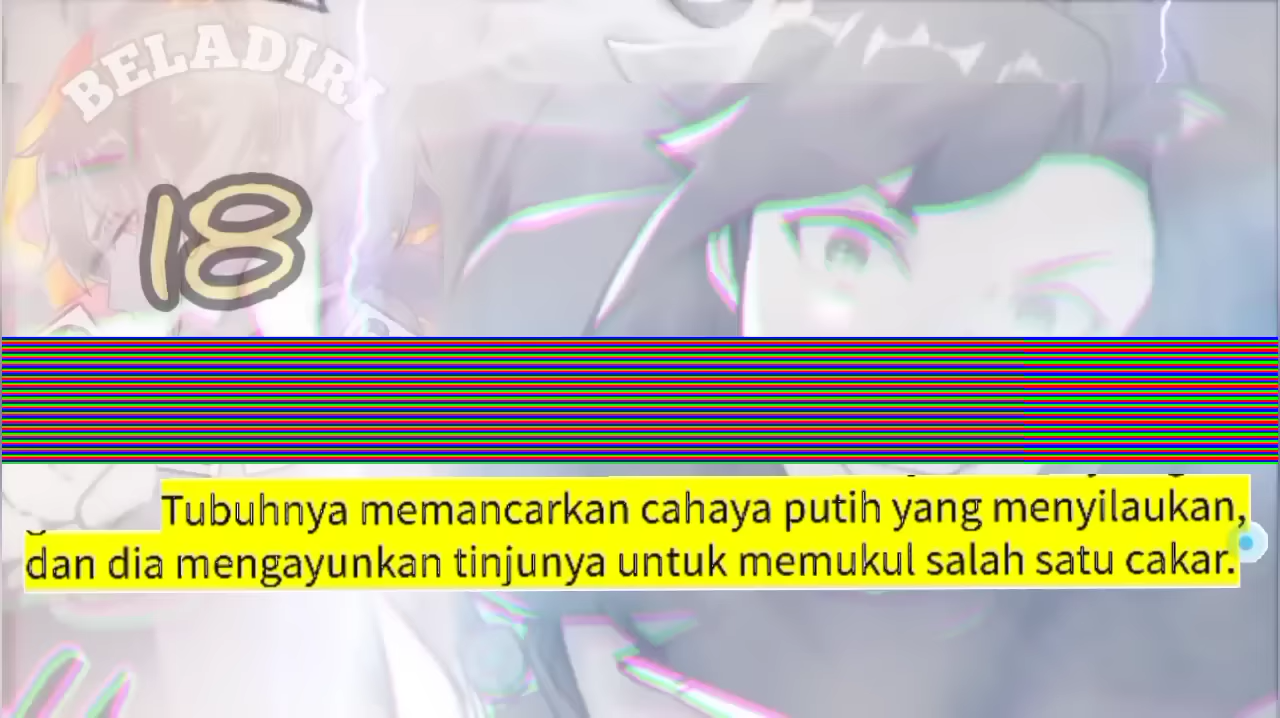 BELADIRI
18
Tubuhnya memancarkan cahaya putih yang menyilaukan,
dan dia mengayunkan tinjunya untuk memukul salah satu cakar.